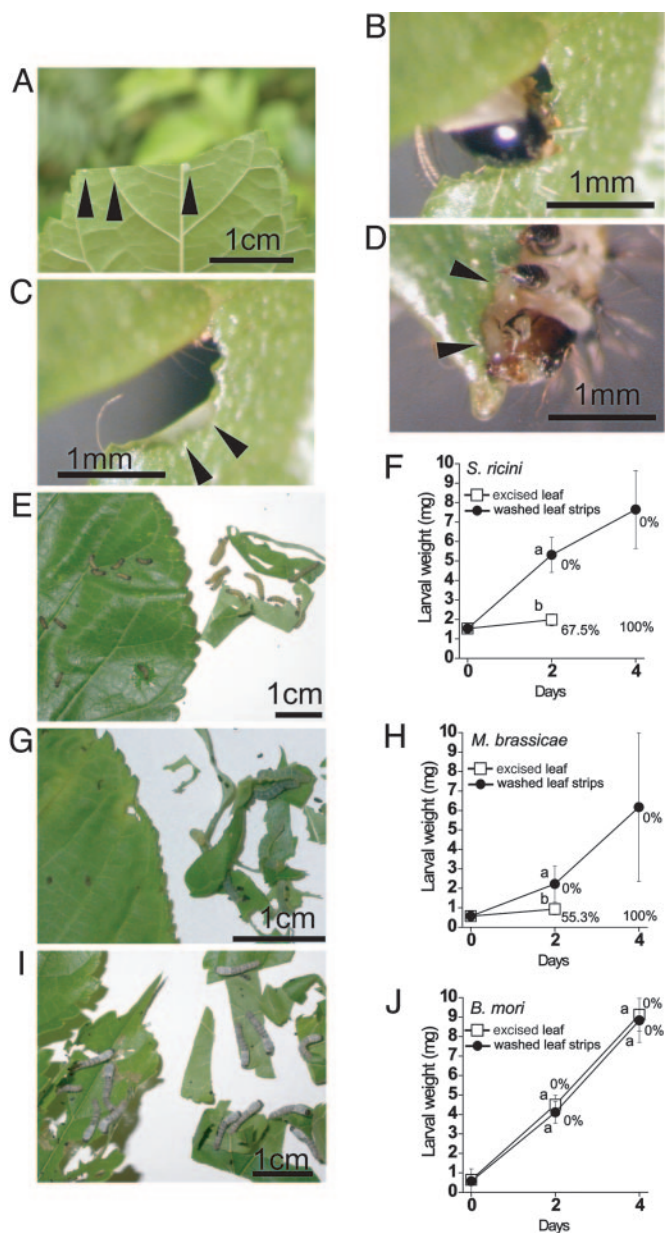 A
1cm
B
1mm
C
1mm
D
1mm
E
1cm
F
S. ricini
excised leaf
washed leaf strips
Larval weight (mg)
10
9
8
7
6
5
4
3
2
1
0
a
0%
0%
b
67.5%
100%
0
2
4
Days
G
1cm
H
M. brassicae
excised leaf
washed leaf strips
Larval weight (mg)
10
9
8
7
6
5
4
3
2
1
0
a
0%
0%
b
55.3%
100%
0
2
4
Days
I
1cm
J
B. mori
excised leaf
washed leaf strips
Larval weight (mg)
10
9
8
7
6
5
4
3
2
1
0
0%
a
0%
a
0%
a
0%
a
0
2
4
Days